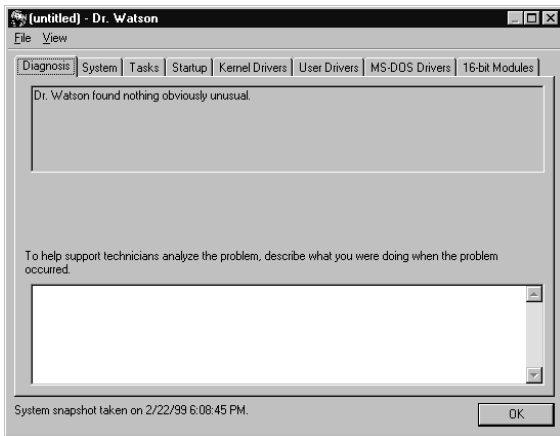 (untitled) - Dr. Watson
File View
Diagnosis System Tasks Startup Kernel Drivers User Drivers MS-DOS Drivers 16-bit Modules
Dr. Watson found nothing obviously unusual.
To help support technicians analyze the problem, describe what you were doing when the problem
occurred.
System snapshot taken on 2/22/99 6:08:45 PM.
OK